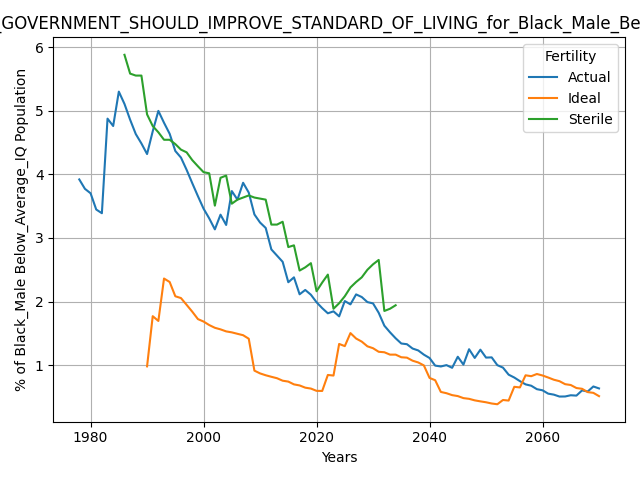 _GOVERNMENT_SHOULD_IMPROVE_STANDARD_OF_LIVING_for_Black_Male_Be
% of Black_Male Below_Average_IQ Population
6
5
4
3
2
1
Fertility
Actual
Ideal
Sterile
1980 2000 2020 2040 2060
Years